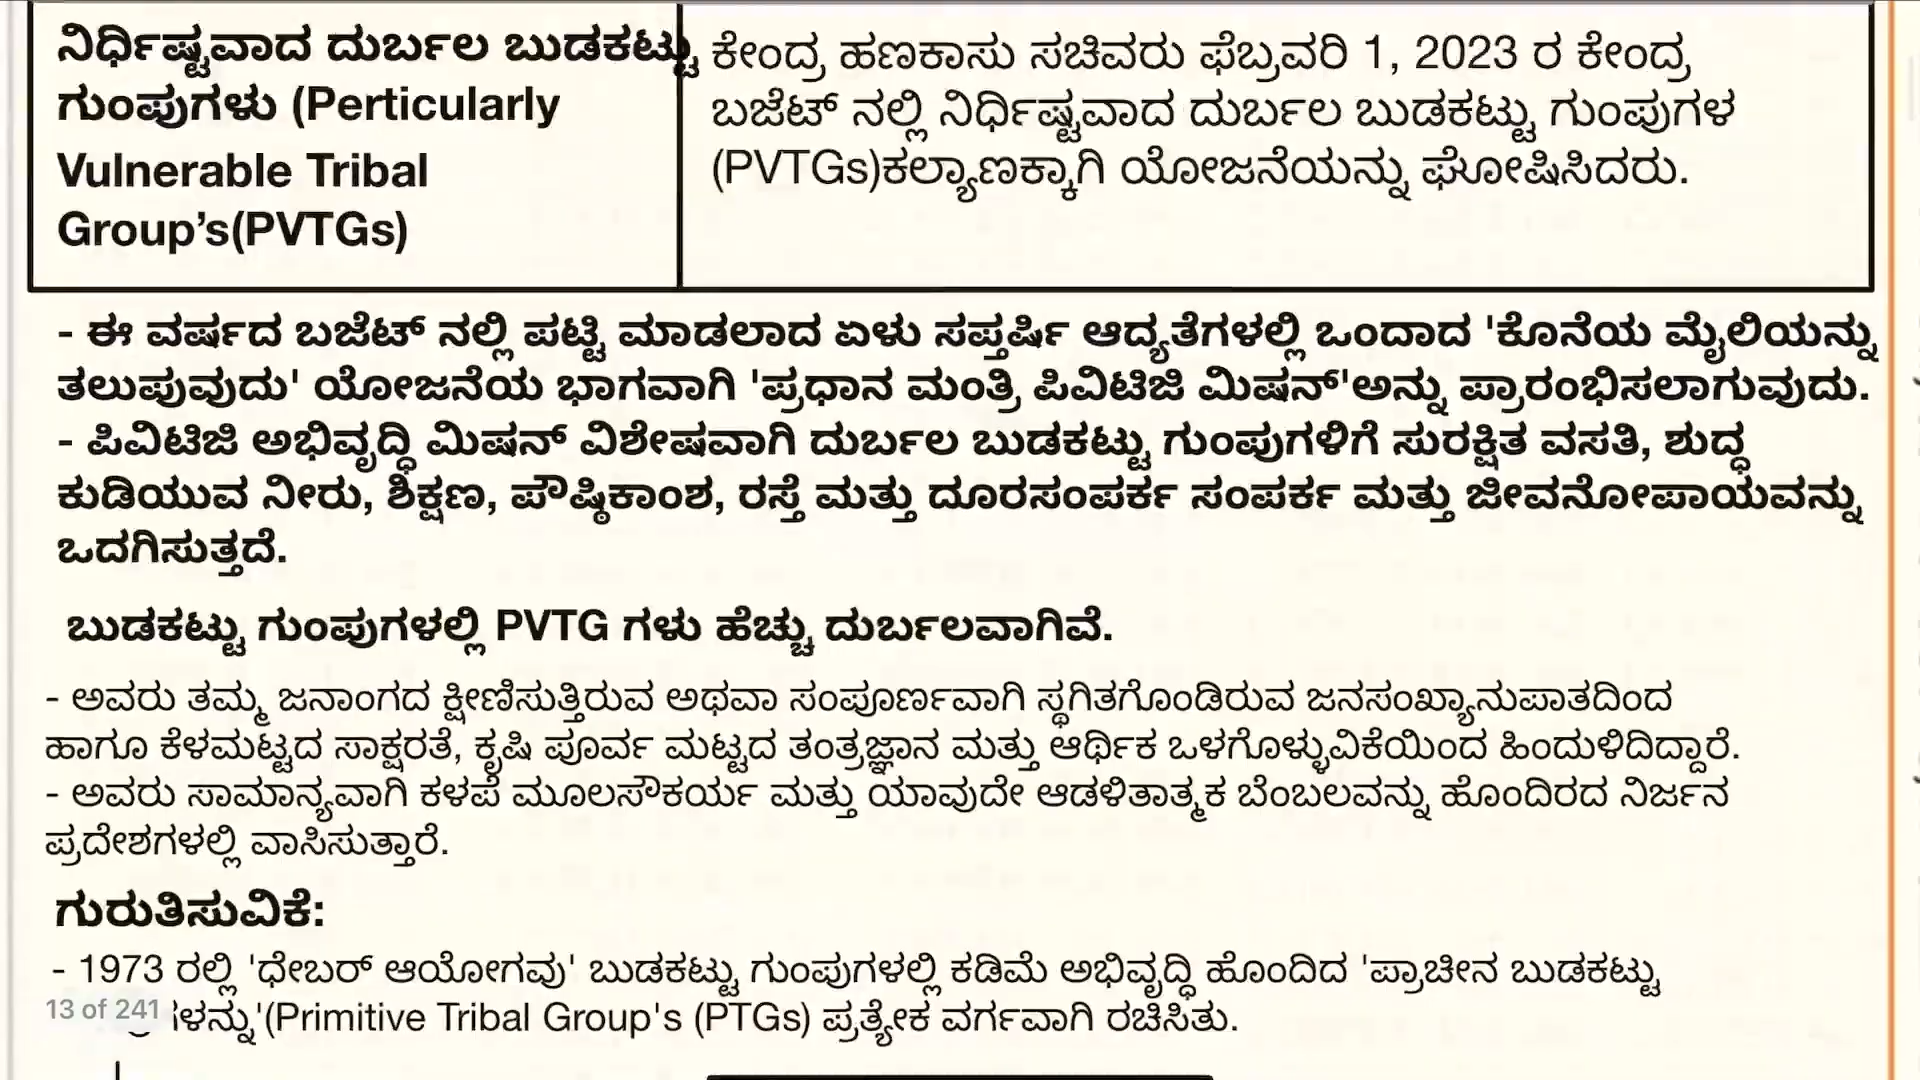 ನಿರ್ಧಿಷ್ಟವಾದ ದುರ್ಬಲ ಬುಡಕಟ್ಟು
ಗುಂಪುಗಳು (Perticularly
Vulnerable Tribal
Group’s(PVTGs)
ಕೇಂದ್ರ ಹಣಕಾಸು ಸಚಿವರು ಫೆಬ್ರವರಿ 1, 2023 ರ ಕೇಂದ್ರ
ಬಜೆಟ್ ನಲ್ಲಿ ನಿರ್ಧಿಷ್ಟವಾದ ದುರ್ಬಲ ಬುಡಕಟ್ಟು ಗುಂಪುಗಳ
(PVTGs)ಕಲ್ಯಾಣಕ್ಕಾಗಿ ಯೋಜನೆಯನ್ನು ಘೋಷಿಸಿದರು.
- ಈ ವರ್ಷದ ಬಜೆಟ್ ನಲ್ಲಿ ಪಟ್ಟಿ ಮಾಡಲಾದ ಏಳು ಸಪ್ತರ್ಷಿ ಆದ್ಯತೆಗಳಲ್ಲಿ ಒಂದಾದ 'ಕೊನೆಯ ಮೈಲಿಯನ್ನು
ತಲುಪುವುದು' ಯೋಜನೆಯ ಭಾಗವಾಗಿ 'ಪ್ರಧಾನ ಮಂತ್ರಿ ಪಿವಿಟಿಜಿ ಮಿಷನ್'ಅನ್ನು ಪ್ರಾರಂಭಿಸಲಾಗುವುದು.
- ಪಿವಿಟಿಜಿ ಅಭಿವೃದ್ಧಿ ಮಿಷನ್ ವಿಶೇಷವಾಗಿ ದುರ್ಬಲ ಬುಡಕಟ್ಟು ಗುಂಪುಗಳಿಗೆ ಸುರಕ್ಷಿತ ವಸತಿ, ಶುದ್ಧ
ಕುಡಿಯುವ ನೀರು, ಶಿಕ್ಷಣ, ಪೌಷ್ಠಿಕಾಂಶ, ರಸ್ತೆ ಮತ್ತು ದೂರಸಂಪರ್ಕ ಸಂಪರ್ಕ ಮತ್ತು ಜೀವನೋಪಾಯವನ್ನು
ಒದಗಿಸುತ್ತದೆ.
ಬುಡಕಟ್ಟು ಗುಂಪುಗಳಲ್ಲಿ PVTG ಗಳು ಹೆಚ್ಚು ದುರ್ಬಲವಾಗಿವೆ.
- ಅವರು ತಮ್ಮ ಜನಾಂಗದ ಕ್ಷೀಣಿಸುತ್ತಿರುವ ಅಥವಾ ಸಂಪೂರ್ಣವಾಗಿ ಸ್ಥಗಿತಗೊಂಡಿರುವ ಜನಸಂಖ್ಯಾನುಪಾತದಿಂದ
ಹಾಗೂ ಕೆಳಮಟ್ಟದ ಸಾಕ್ಷರತೆ, ಕೃಷಿ ಪೂರ್ವ ಮಟ್ಟದ ತಂತ್ರಜ್ಞಾನ ಮತ್ತು ಆರ್ಥಿಕ ಒಳಗೊಳ್ಳುವಿಕೆಯಿಂದ ಹಿಂದುಳಿದಿದ್ದಾರೆ.
- ಅವರು ಸಾಮಾನ್ಯವಾಗಿ ಕಳಪೆ ಮೂಲಸೌಕರ್ಯ ಮತ್ತು ಯಾವುದೇ ಆಡಳಿತಾತ್ಮಕ ಬೆಂಬಲವನ್ನು ಹೊಂದಿರದ ನಿರ್ಜನ
ಪ್ರದೇಶಗಳಲ್ಲಿ ವಾಸಿಸುತ್ತಾರೆ.
ಗುರುತಿಸುವಿಕೆ:
- 1973 ರಲ್ಲಿ 'ಧೇಬರ್ ಆಯೋಗವು' ಬುಡಕಟ್ಟು ಗುಂಪುಗಳಲ್ಲಿ ಕಡಿಮೆ ಅಭಿವೃದ್ಧಿ ಹೊಂದಿದ 'ಪ್ರಾಚೀನ ಬುಡಕಟ್ಟು
13 of 241
(Primitive Tribal Group's (PTGs) ಪ್ರತ್ಯೇಕ ವರ್ಗವಾಗಿ ರಚಿಸಿತು.